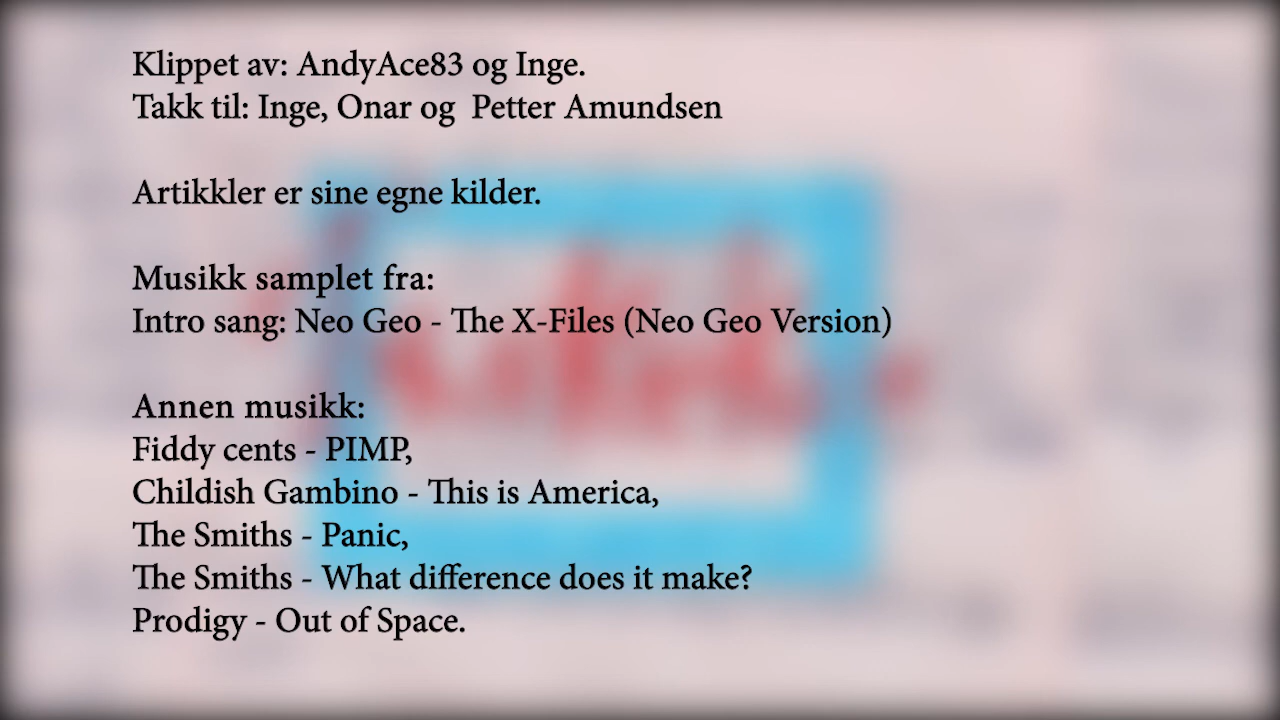 Klippet av: AndyAce83 og Inge.
Takk til: Inge, Onar og  Petter Amundsen
Artikkler er sine egne kilder.
Musikk samplet fra:
Intro sang: Neo Geo - The X-Files (Neo Geo Version)
Annen musikk:
Fiddy cents - PIMP,
Childish Gambino - This is America,
The Smiths - Panic,
The Smiths - What difference does it make?
Prodigy - Out of Space.